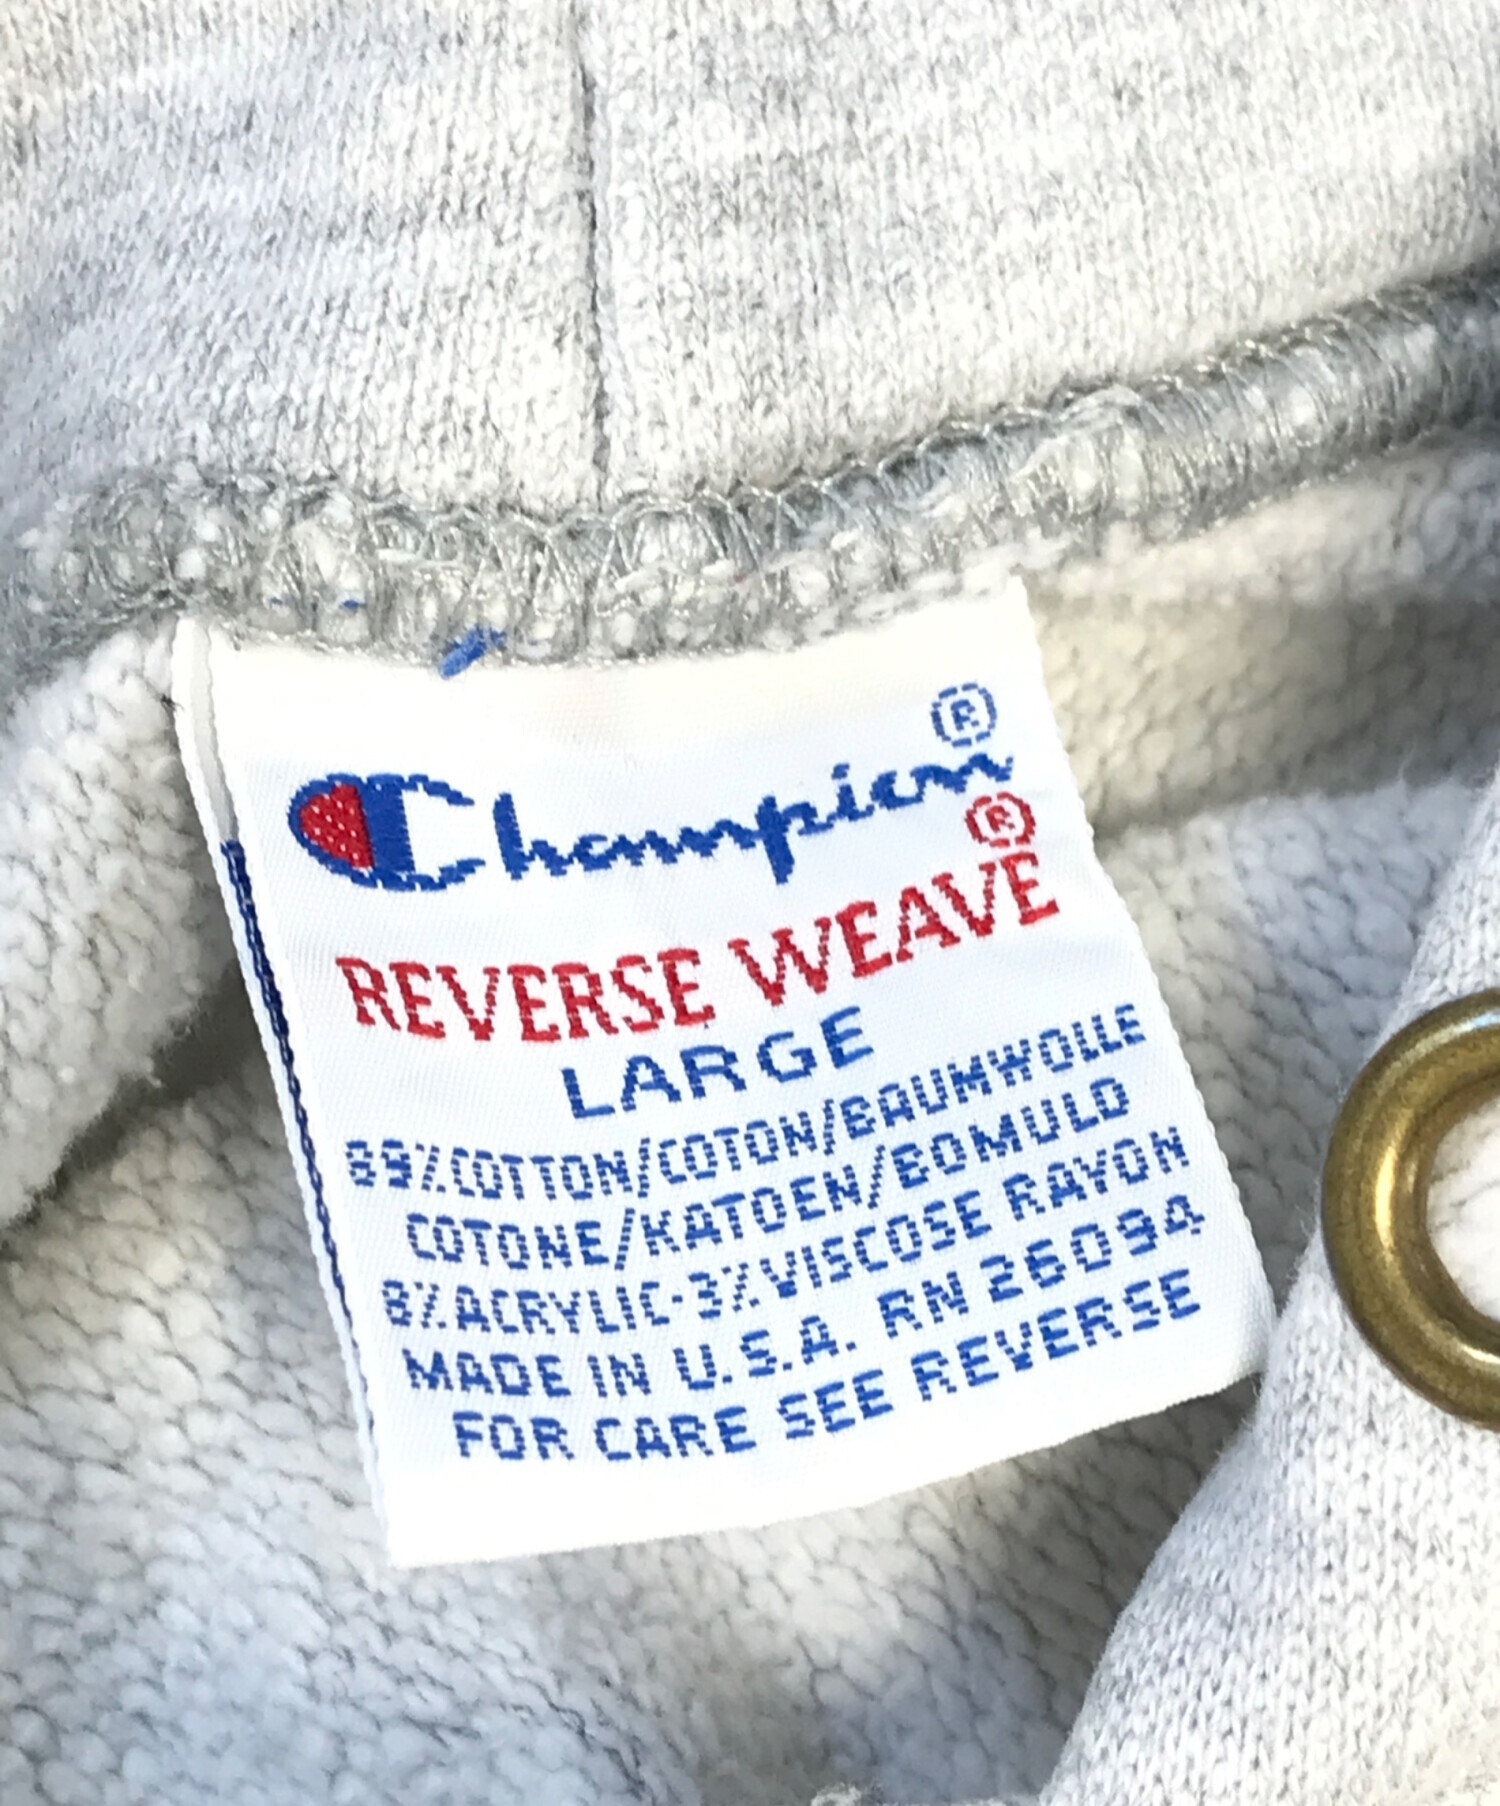 Champion®
®
REVERSE WEAVE
LARGE
89%COTTON/COTON/BAUMWOLLE
COTONE/KATOEN/BOMULD
8%ACRYLIC·3%VISCOSE RAYON
MADE IN U.S.A. RN 26094
FOR CARE SEE REVERSE